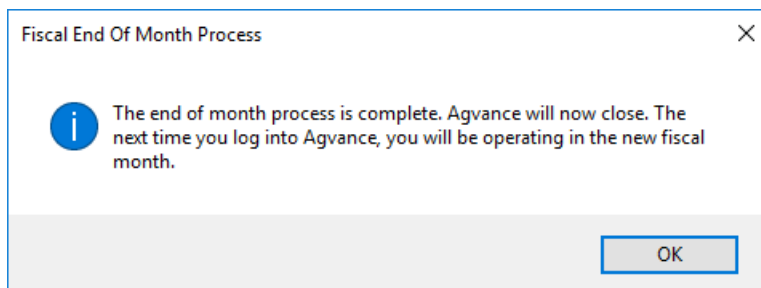 Fiscal End Of Month Process
The end of month process is complete. Agvance will now close. The
next time you log into Agvance, you will be operating in the new fiscal
month.
OK